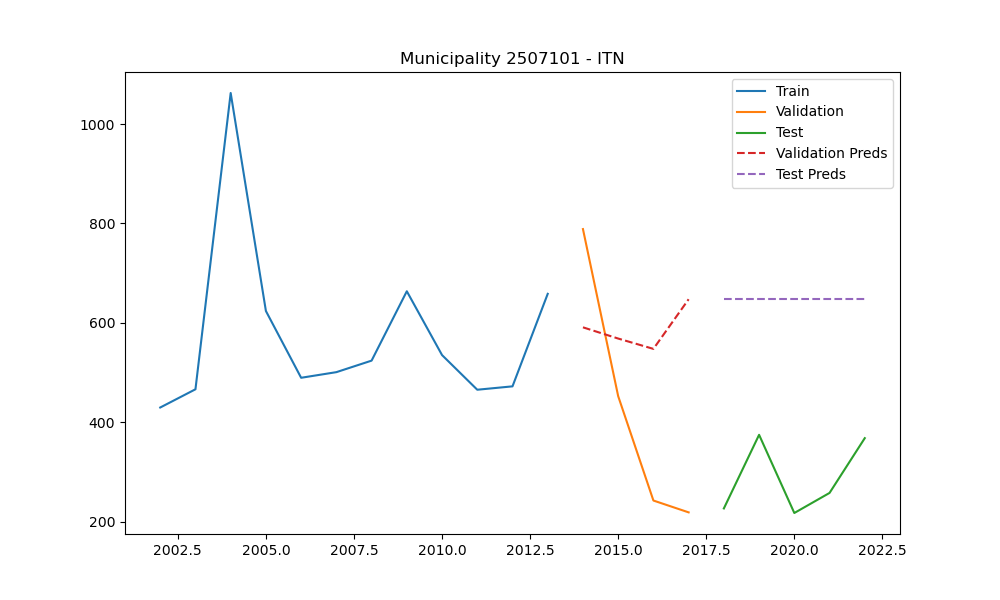 Municipality 2507101 - ITN
Train
Validation
Test
Validation Preds
Test Preds
1000
800
600
400
200
2002.5 2005.0 2007.5 2010.0 2012.5 2015.0 2017.5 2020.0 2022.5